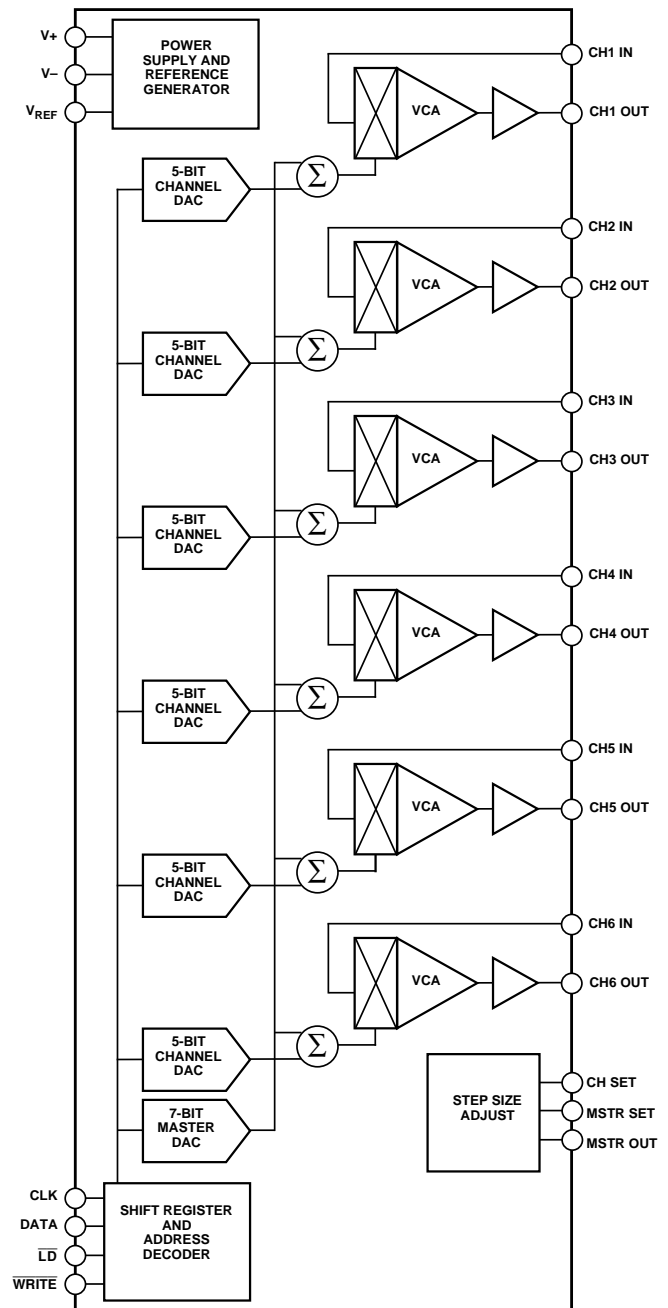 V+
V–
VREF
POWER
SUPPLY AND
REFERENCE
GENERATOR
CH1 IN
VCA
CH1 OUT
5-BIT
CHANNEL
DAC
Σ
CH2 IN
VCA
CH2 OUT
5-BIT
CHANNEL
DAC
Σ
CH3 IN
VCA
CH3 OUT
5-BIT
CHANNEL
DAC
Σ
CH4 IN
VCA
CH4 OUT
5-BIT
CHANNEL
DAC
Σ
CH5 IN
VCA
CH5 OUT
5-BIT
CHANNEL
DAC
Σ
CH6 IN
VCA
CH6 OUT
5-BIT
CHANNEL
DAC
Σ
7-BIT
MASTER
DAC
STEP SIZE
ADJUST
CH SET
MSTR SET
MSTR OUT
CLK
DATA
L̅D̅
W̅R̅I̅T̅E̅
SHIFT REGISTER
AND
ADDRESS
DECODER